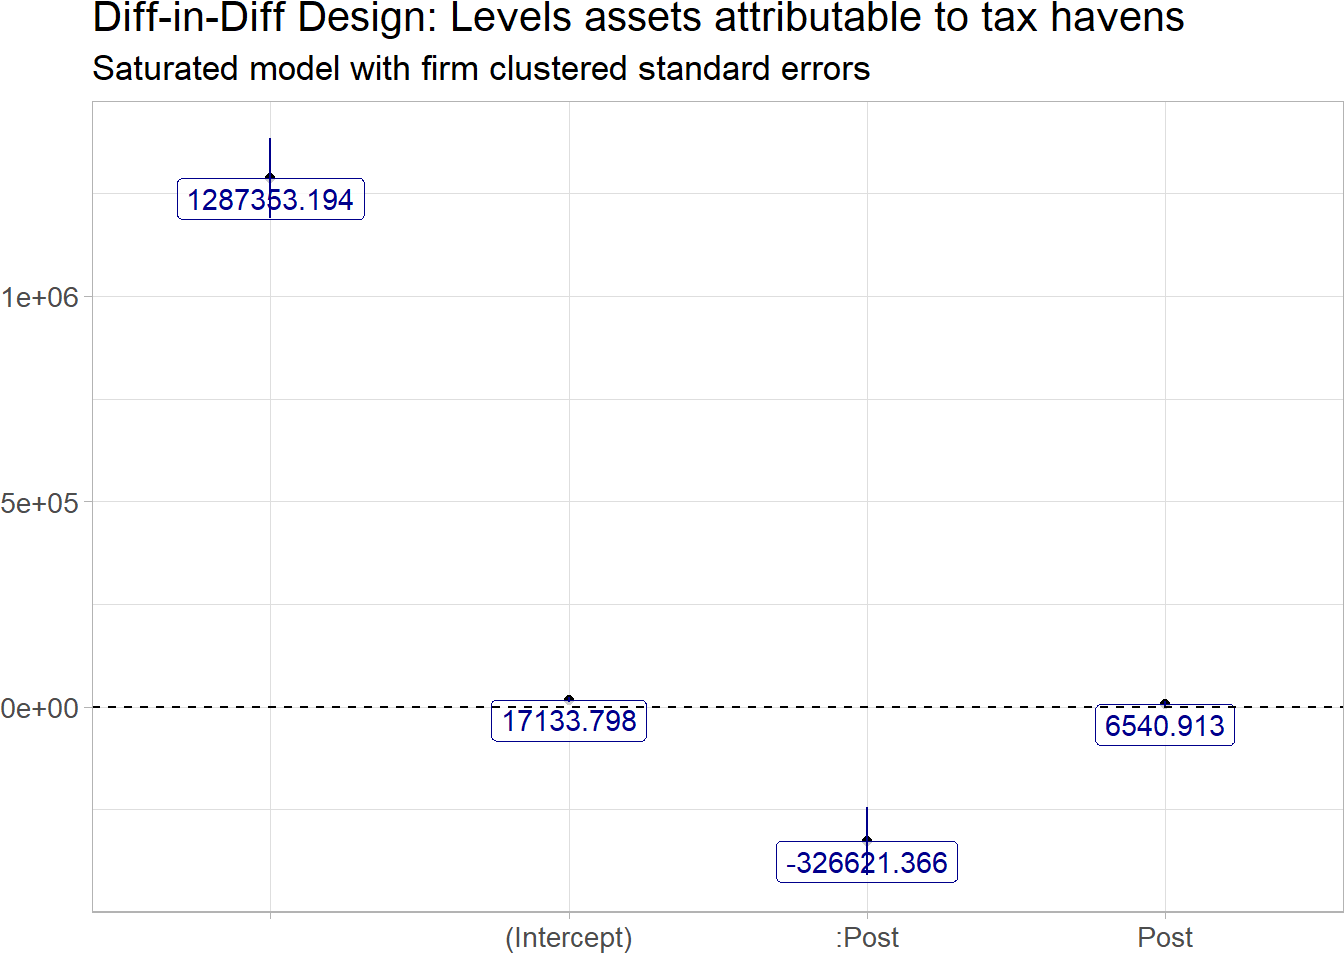 Diff-in-Diff Design: Levels assets attributable to tax havens
Saturated model with firm clustered standard errors
1287353.194
1e+06
5e+05
0e+00
17133.798
6540.913
-326621.366
(Intercept)
:Post
Post